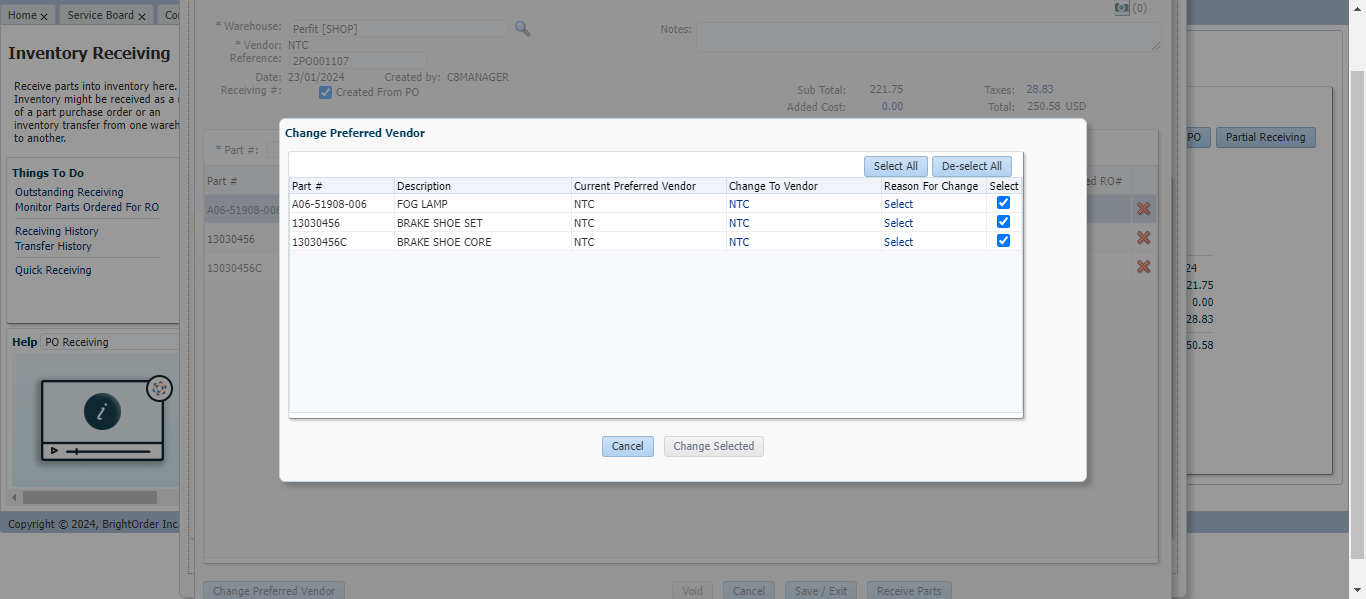 Home x Service Board x Co
Inventory Receiving
Receive parts into inventory here.
Inventory might be received as a
of a part purchase order or an
inventory transfer from one wareh
to another.
Things To Do
Outstanding Receiving
Monitor Parts Ordered For RO
Receiving History
Transfer History
Quick Receiving
Help PO Receiving
Copyright © 2024, BrightOrder Inc.
(0)
* Warehouse: Perfit [SHOP] Notes:
* Vendor: NTC
Reference: 2PO001107
Date: 23/01/2024 Created by: C8MANAGER
Receiving #: Created From PO
Sub Total: 221.75 Taxes: 28.83
Added Cost: 0.00 Total: 250.58 USD
* Part #:
Part # ed RO#
A06-51908-006
13030456
13030456C
PO Partial Receiving
24
21.75
0.00
28.83
50.58
Change Preferred Vendor
Select All De-select All
Part # Description Current Preferred Vendor Change To Vendor Reason For Change Select
A06-51908-006 FOG LAMP NTC NTC Select
13030456 BRAKE SHOE SET NTC NTC Select
13030456C BRAKE SHOE CORE NTC NTC Select
Cancel Change Selected
Change Preferred Vendor Void Cancel Save / Exit Receive Parts